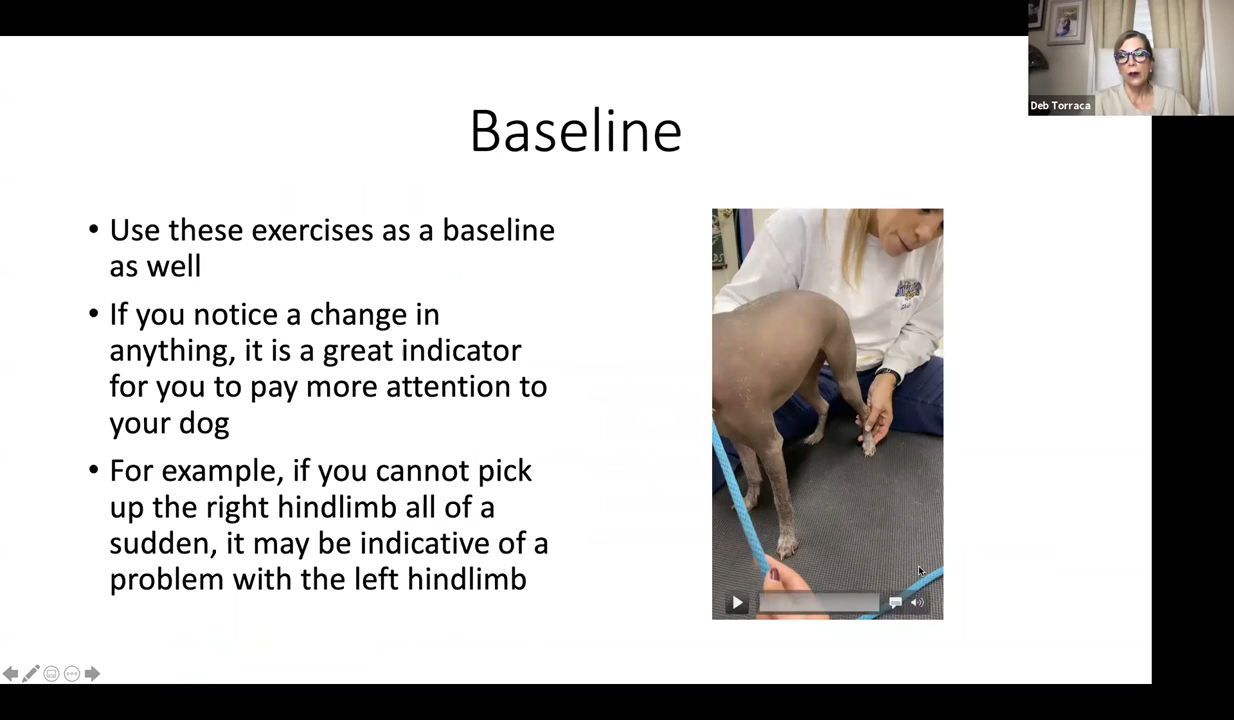 Deb Torraca
Baseline
• Use these exercises as a baseline
as well
• If you notice a change in
anything, it is a great indicator
for you to pay more attention to
your dog
• For example, if you cannot pick
up the right hindlimb all of a
sudden, it may be indicative of a
problem with the left hindlimb